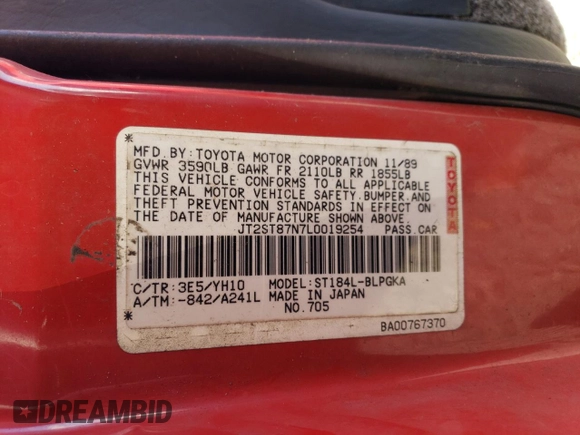 MFD. BY: TOYOTA MOTOR CORPORATION 11/89
GVWR 3590LB GAWR FR 2110LB RR 1855LB
THIS VEHICLE CONFORMS TO ALL APPLICABLE
FEDERAL MOTOR VEHICLE SAFETY, BUMPER, AND
THEFT PREVENTION STANDARDS IN EFFECT ON
THE DATE OF MANUFACTURE SHOWN ABOVE.
JT2ST87N7L0019254 PASS. CAR
TOYOTA
C/TR: 3E5/YH10 MODEL: ST184L-BLPGKA
A/TM: -842/A241L MADE IN JAPAN
NO. 705
BA00767370
DREAMBID